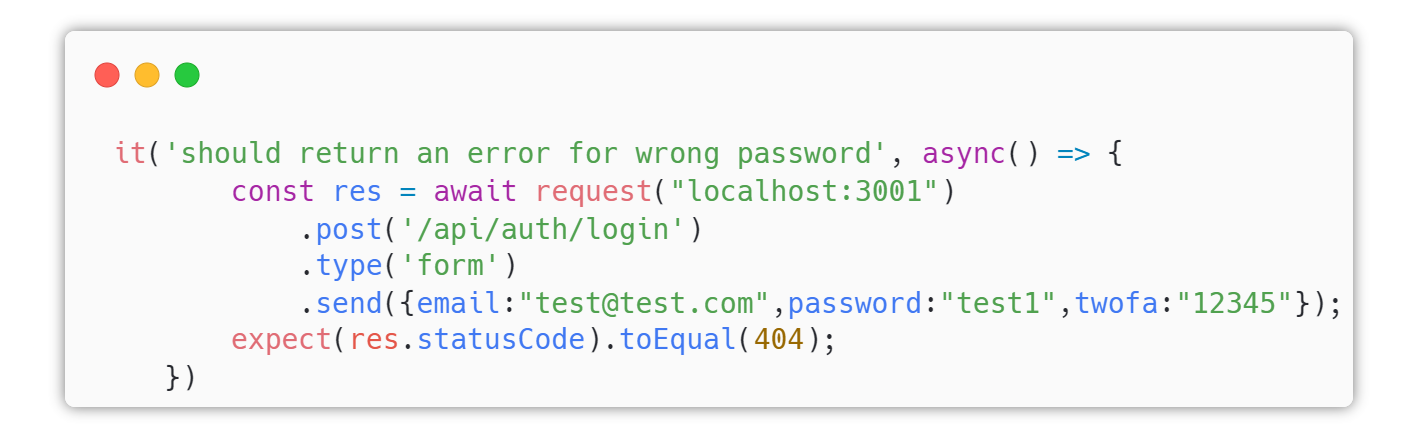 it('should return an error for wrong password', async() => {
const res = await request("localhost:3001")
.post('/api/auth/login')
.type('form')
.send({email:"test@test.com",password:"test1",twofa:"12345"});
expect(res.statusCode).toEqual(404);
})